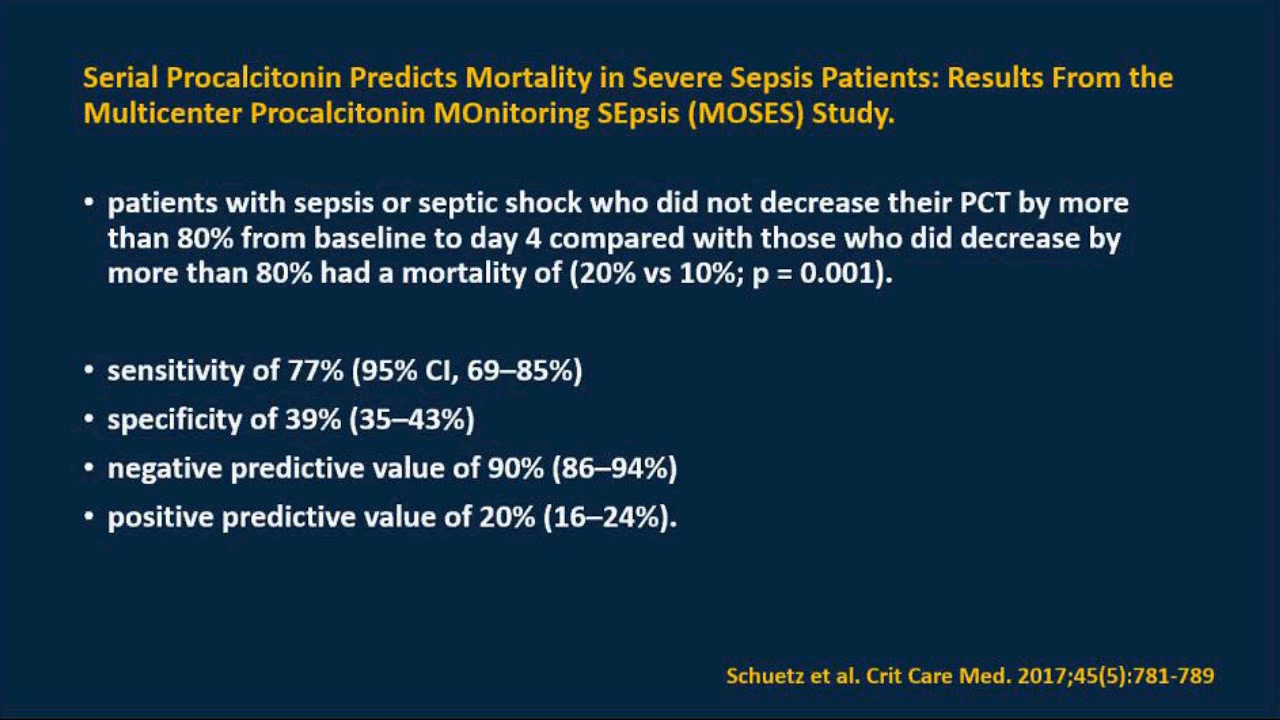 Serial Procalcitonin Predicts Mortality in Severe Sepsis Patients: Results From the
Multicenter Procalcitonin MOnitoring SEpsis (MOSES) Study.
• patients with sepsis or septic shock who did not decrease their PCT by more
than 80% from baseline to day 4 compared with those who did decrease by
more than 80% had a mortality of (20% vs 10%; p = 0.001).
• sensitivity of 77% (95% CI, 69–85%)
• specificity of 39% (35–43%)
• negative predictive value of 90% (86–94%)
• positive predictive value of 20% (16–24%).
Schuetz et al. Crit Care Med. 2017;45(5):781-789